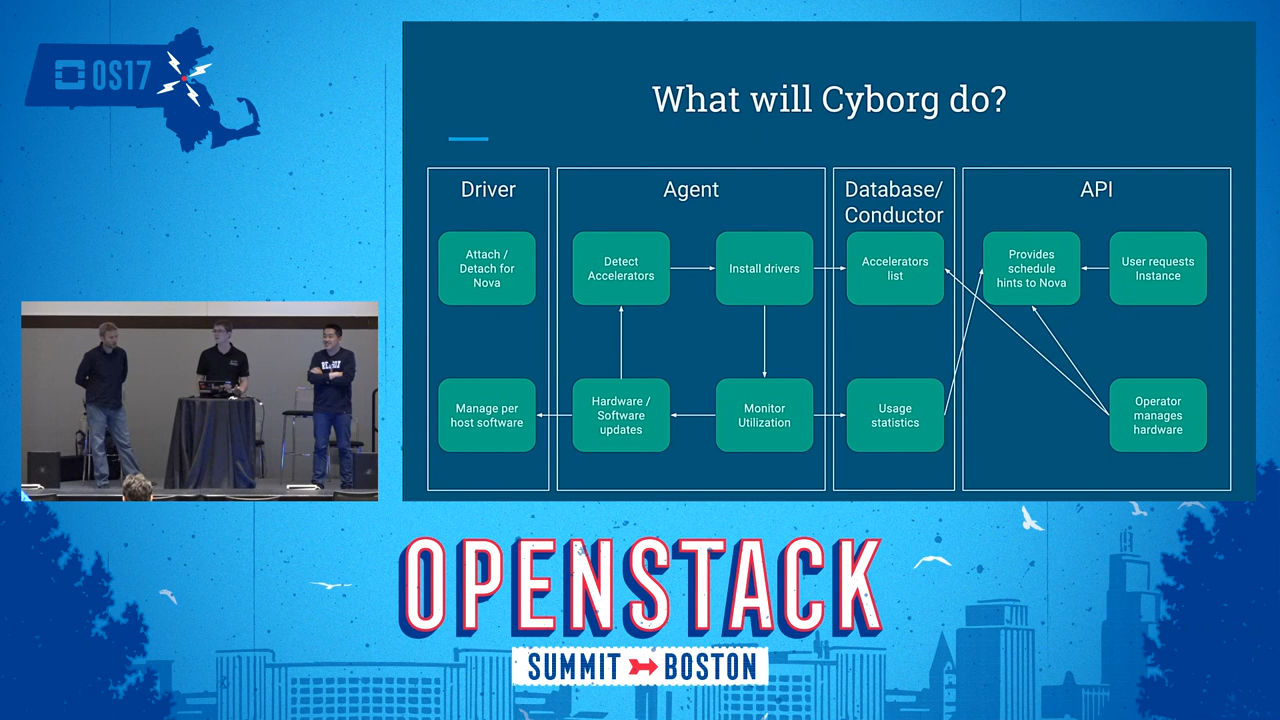 OS17
What will Cyborg do?
Driver
Agent
Database/
Conductor
API
Attach /
Detach for
Nova
Detect
Accelerators
Install drivers
Accelerators
list
Provides
schedule
hints to Nova
User requests
Instance
Manage per
host software
Hardware /
Software
updates
Monitor
Utilization
Usage
statistics
Operator
manages
hardware
OPENSTACK
SUMMIT BOSTON